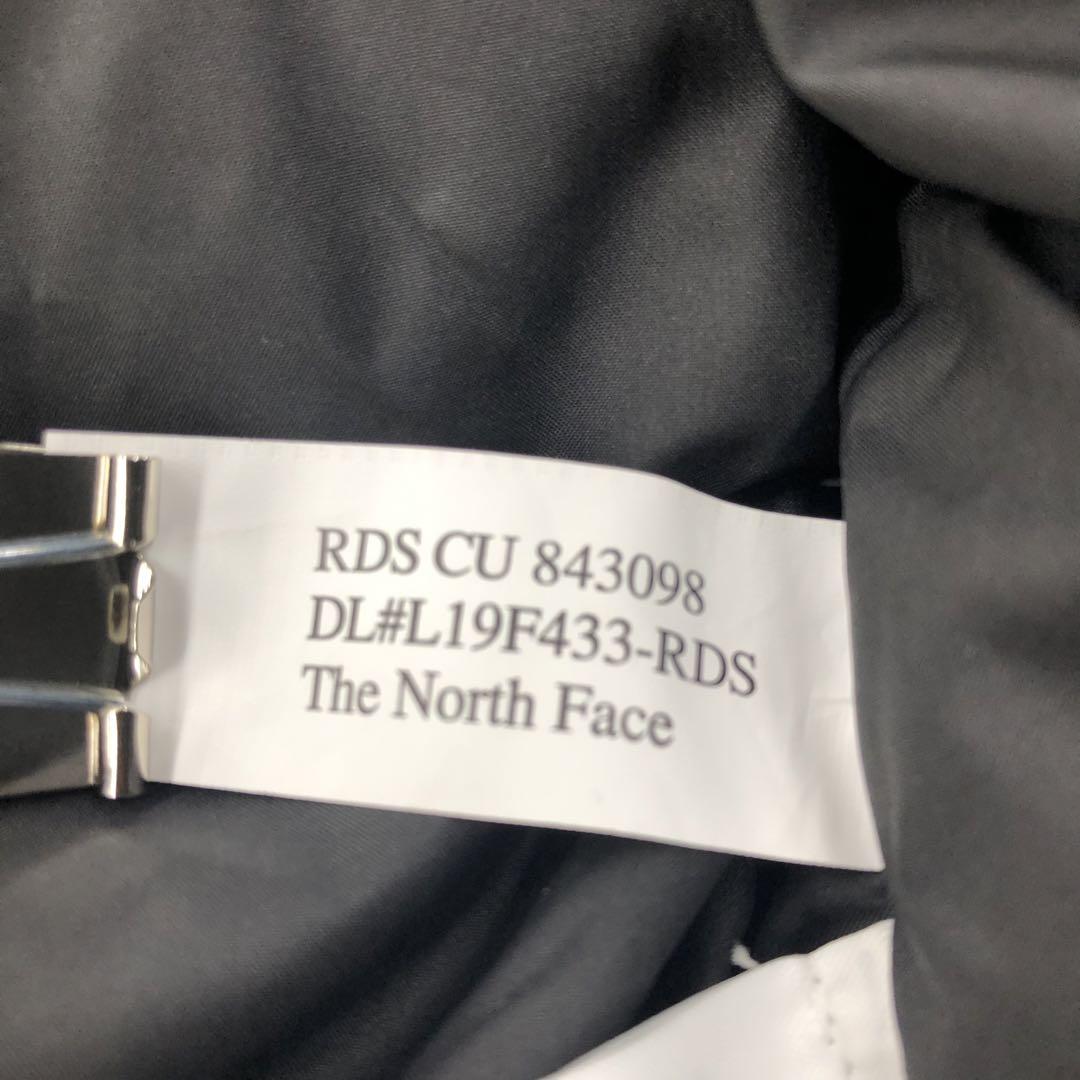 RDS CU 843098
DL#L19F433-RDS
The North Face